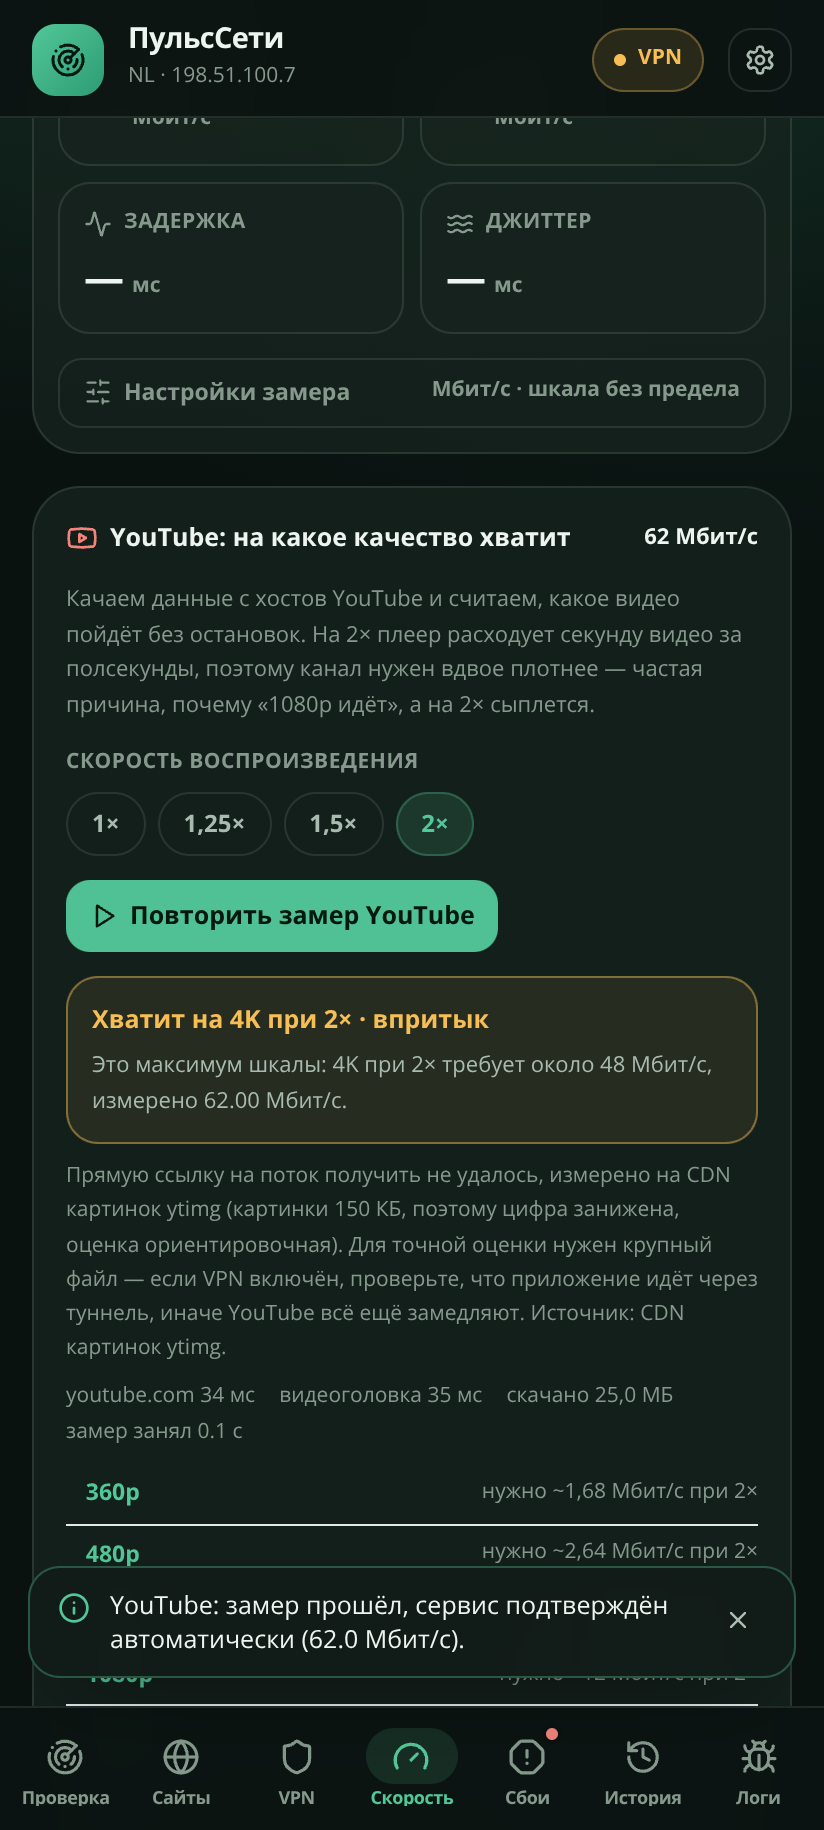 ПульсСети
NL · 198.51.100.7
VPN
Мбит/с
Мбит/с
ЗАДЕРЖКА
ДЖИТТЕР
— мс
— мс
Настройки замера
Мбит/с · шкала без предела
YouTube: на какое качество хватит
62 Мбит/с
Качаем данные с хостов YouTube и считаем, какое видео
пойдёт без остановок. На 2× плеер расходует секунду видео за
полсекунды, поэтому канал нужен вдвое плотнее — частая
причина, почему «1080p идёт», а на 2× сыплется.
СКОРОСТЬ ВОСПРОИЗВЕДЕНИЯ
1×
1,25×
1,5×
2×
Повторить замер YouTube
Хватит на 4K при 2× · впритык
Это максимум шкалы: 4K при 2× требует около 48 Мбит/с,
измерено 62.00 Мбит/с.
Прямую ссылку на поток получить не удалось, измерено на CDN
картинок ytimg (картинки 150 КБ, поэтому цифра занижена,
оценка ориентировочная). Для точной оценки нужен крупный
файл — если VPN включён, проверьте, что приложение идёт через
туннель, иначе YouTube всё ещё замедляют. Источник: CDN
картинок ytimg.
youtube.com 34 мс видеоголовка 35 мс скачано 25,0 МБ
замер занял 0.1 с
360p
нужно ~1,68 Мбит/с при 2×
480p
нужно ~2,64 Мбит/с при 2×
YouTube: замер прошёл, сервис подтверждён
автоматически (62.0 Мбит/с).
1080p
Проверка
Сайты
VPN
Скорость
Сбои
История
Логи